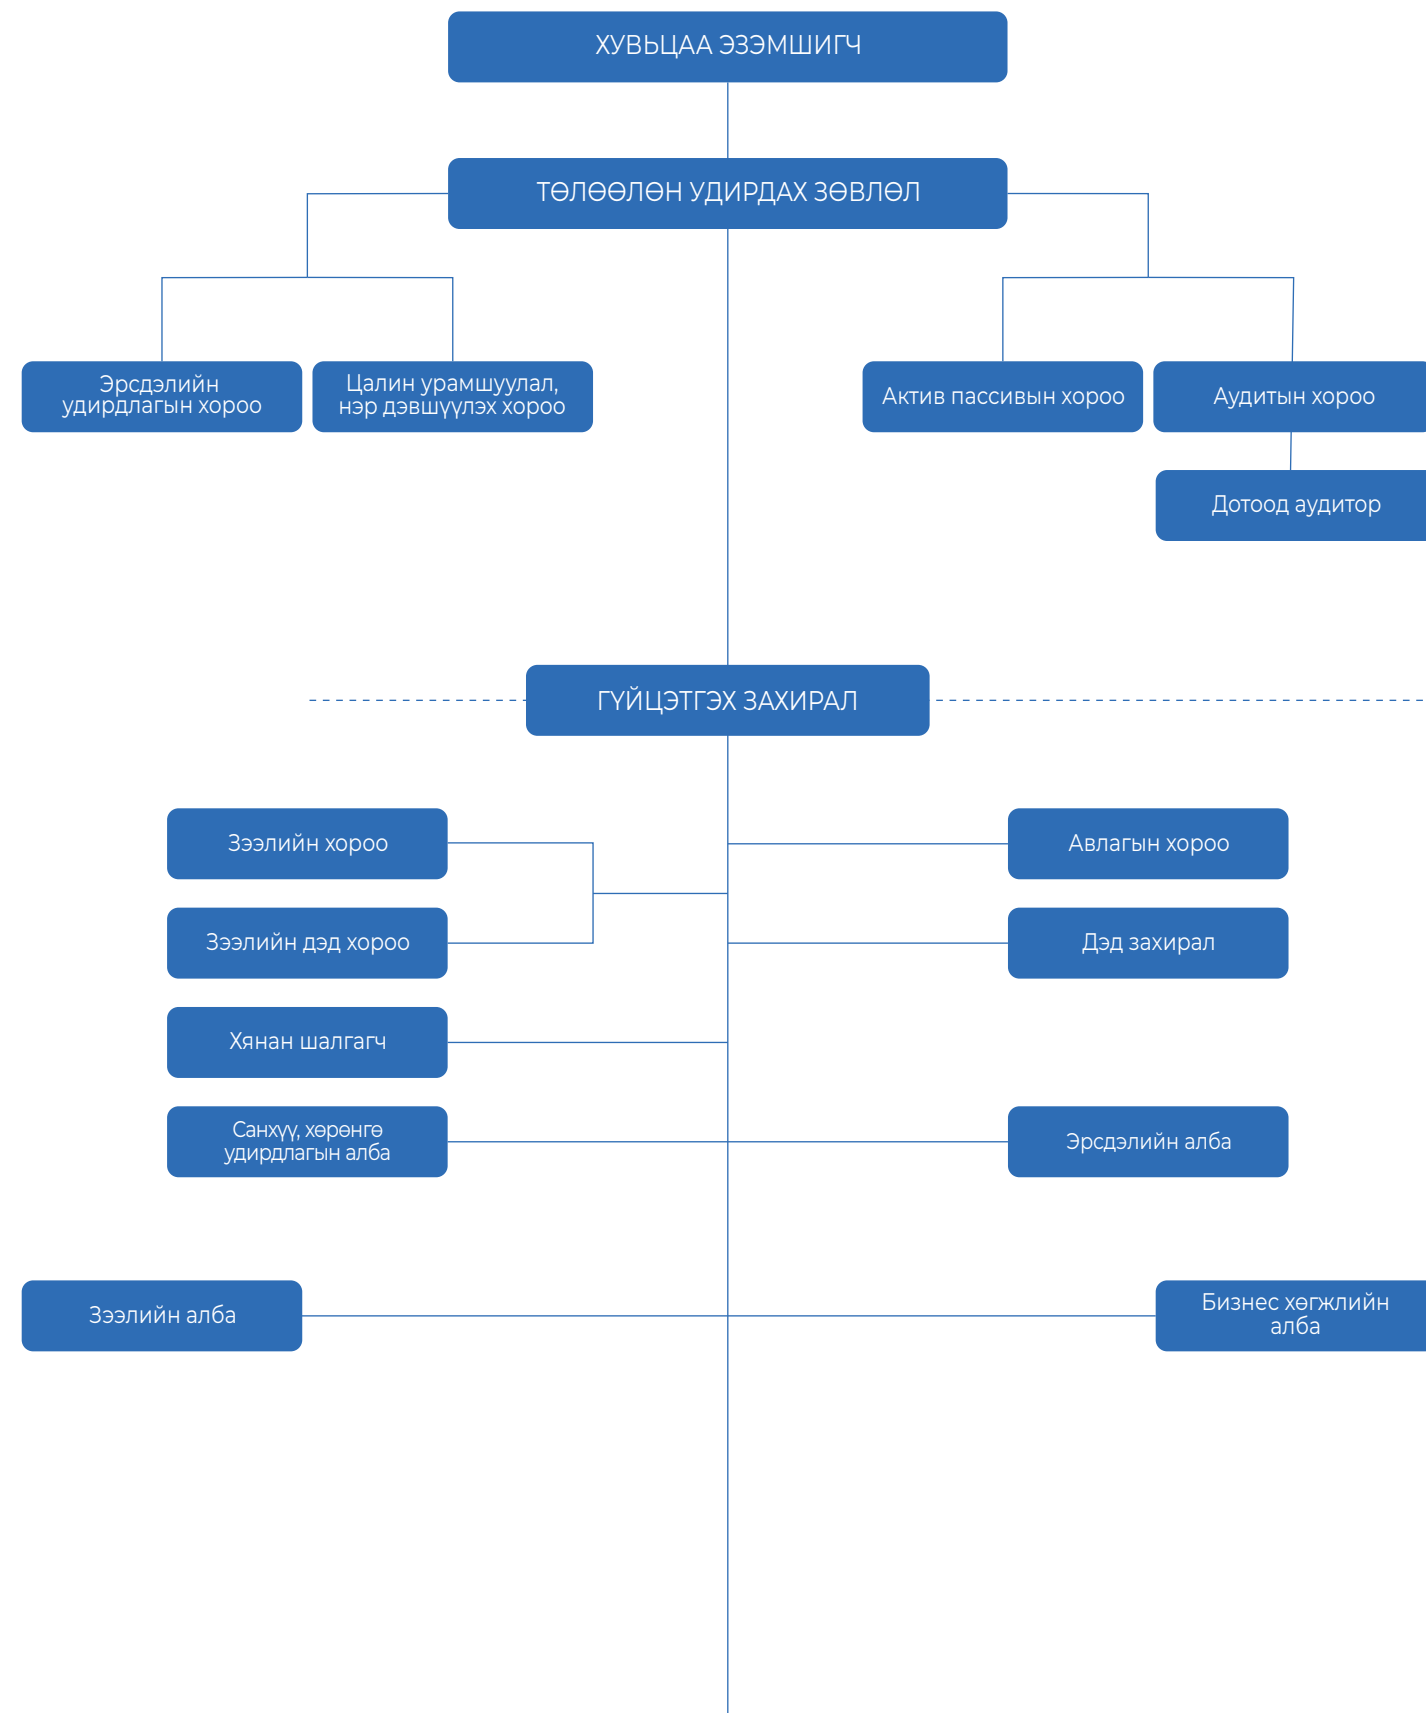 ХУВЬЦАА ЭЗЭМШИГЧ
ТӨЛӨӨЛӨН УДИРДАХ ЗӨВЛӨЛ
Эрсдэлийн
удирдлагын хороо
Цалин урамшуулал,
нэр дэвшүүлэх хороо
Актив пассивын хороо
Аудитын хороо
Дотоод аудитор
ГҮЙЦЭТГЭХ ЗАХИРАЛ
Зээлийн хороо
Авлагын хороо
Зээлийн дэд хороо
Дэд захирал
Хянан шалгагч
Санхүү, хөрөнгө
удирдлагын алба
Эрсдэлийн алба
Зээлийн алба
Бизнес хөгжлийн
алба